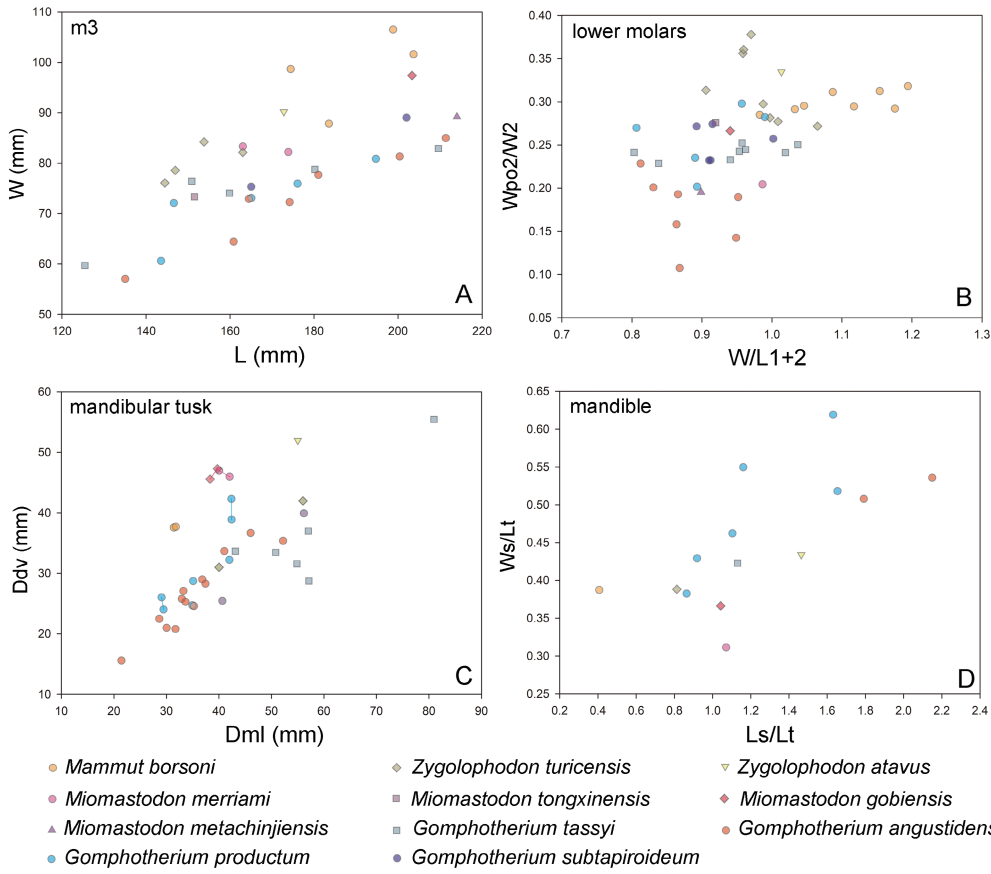 m3
110
100
90
80
70
60
50
W (mm)
120 140 160 180 200 220
L (mm)
A
lower molars
0.40
0.35
0.30
0.25
0.20
0.15
0.10
0.05
Wpo2/W2
0.7 0.8 0.9 1.0 1.1 1.2 1.3
W/L1+2
B
mandibular tusk
60
50
40
30
20
10
Ddv (mm)
10 20 30 40 50 60 70 80 90
Dml (mm)
C
mandible
0.65
0.60
0.55
0.50
0.45
0.40
0.35
0.30
0.25
Ws/Lt
0.2 0.4 0.6 0.8 1.0 1.2 1.4 1.6 1.8 2.0 2.2 2.4
Ls/Lt
D
Mammut borsoni Zygolophodon turicensis Zygolophodon atavus
Miomastodon merriami Miomastodon tongxinensis Miomastodon gobiensis
Miomastodon metachinjiensis Gomphotherium tassyi Gomphotherium angustidens
Gomphotherium productum Gomphotherium subtapiroideum